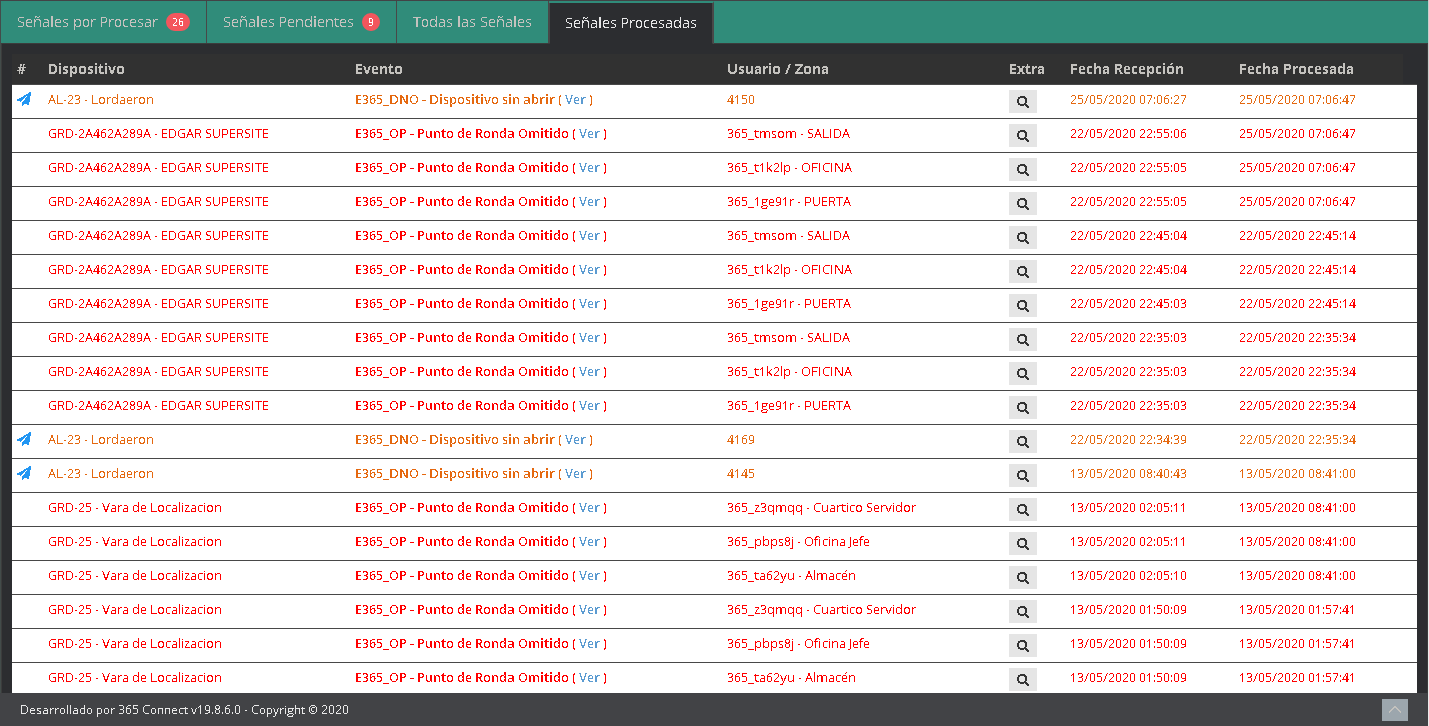 Señales por Procesar 26 Señales Pendientes 9 Todas las Señales Señales Procesadas
# Dispositivo Evento Usuario / Zona Extra Fecha Recepción Fecha Procesada
AL-23 - Lordaeron E365_DNO - Dispositivo sin abrir ( Ver ) 4150 25/05/2020 07:06:27 25/05/2020 07:06:47
GRD-2A462A289A - EDGAR SUPERSITE E365_OP - Punto de Ronda Omitido ( Ver ) 365_tmsom - SALIDA 22/05/2020 22:55:06 25/05/2020 07:06:47
GRD-2A462A289A - EDGAR SUPERSITE E365_OP - Punto de Ronda Omitido ( Ver ) 365_t1k2lp - OFICINA 22/05/2020 22:55:05 25/05/2020 07:06:47
GRD-2A462A289A - EDGAR SUPERSITE E365_OP - Punto de Ronda Omitido ( Ver ) 365_1ge91r - PUERTA 22/05/2020 22:55:05 25/05/2020 07:06:47
GRD-2A462A289A - EDGAR SUPERSITE E365_OP - Punto de Ronda Omitido ( Ver ) 365_tmsom - SALIDA 22/05/2020 22:45:04 22/05/2020 22:45:14
GRD-2A462A289A - EDGAR SUPERSITE E365_OP - Punto de Ronda Omitido ( Ver ) 365_t1k2lp - OFICINA 22/05/2020 22:45:04 22/05/2020 22:45:14
GRD-2A462A289A - EDGAR SUPERSITE E365_OP - Punto de Ronda Omitido ( Ver ) 365_1ge91r - PUERTA 22/05/2020 22:45:03 22/05/2020 22:45:14
GRD-2A462A289A - EDGAR SUPERSITE E365_OP - Punto de Ronda Omitido ( Ver ) 365_tmsom - SALIDA 22/05/2020 22:35:03 22/05/2020 22:35:34
GRD-2A462A289A - EDGAR SUPERSITE E365_OP - Punto de Ronda Omitido ( Ver ) 365_t1k2lp - OFICINA 22/05/2020 22:35:03 22/05/2020 22:35:34
GRD-2A462A289A - EDGAR SUPERSITE E365_OP - Punto de Ronda Omitido ( Ver ) 365_1ge91r - PUERTA 22/05/2020 22:35:03 22/05/2020 22:35:34
AL-23 - Lordaeron E365_DNO - Dispositivo sin abrir ( Ver ) 4169 22/05/2020 22:34:39 22/05/2020 22:35:34
AL-23 - Lordaeron E365_DNO - Dispositivo sin abrir ( Ver ) 4145 13/05/2020 08:40:43 13/05/2020 08:41:00
GRD-25 - Vara de Localizacion E365_OP - Punto de Ronda Omitido ( Ver ) 365_z3qmqq - Cuartico Servidor 13/05/2020 02:05:11 13/05/2020 08:41:00
GRD-25 - Vara de Localizacion E365_OP - Punto de Ronda Omitido ( Ver ) 365_pbps8j - Oficina Jefe 13/05/2020 02:05:11 13/05/2020 08:41:00
GRD-25 - Vara de Localizacion E365_OP - Punto de Ronda Omitido ( Ver ) 365_ta62yu - Almacén 13/05/2020 02:05:10 13/05/2020 08:41:00
GRD-25 - Vara de Localizacion E365_OP - Punto de Ronda Omitido ( Ver ) 365_z3qmqq - Cuartico Servidor 13/05/2020 01:50:09 13/05/2020 01:57:41
GRD-25 - Vara de Localizacion E365_OP - Punto de Ronda Omitido ( Ver ) 365_pbps8j - Oficina Jefe 13/05/2020 01:50:09 13/05/2020 01:57:41
GRD-25 - Vara de Localizacion E365_OP - Punto de Ronda Omitido ( Ver ) 365_ta62yu - Almacén 13/05/2020 01:50:09 13/05/2020 01:57:41
Desarrollado por 365 Connect v19.8.6.0 - Copyright © 2020